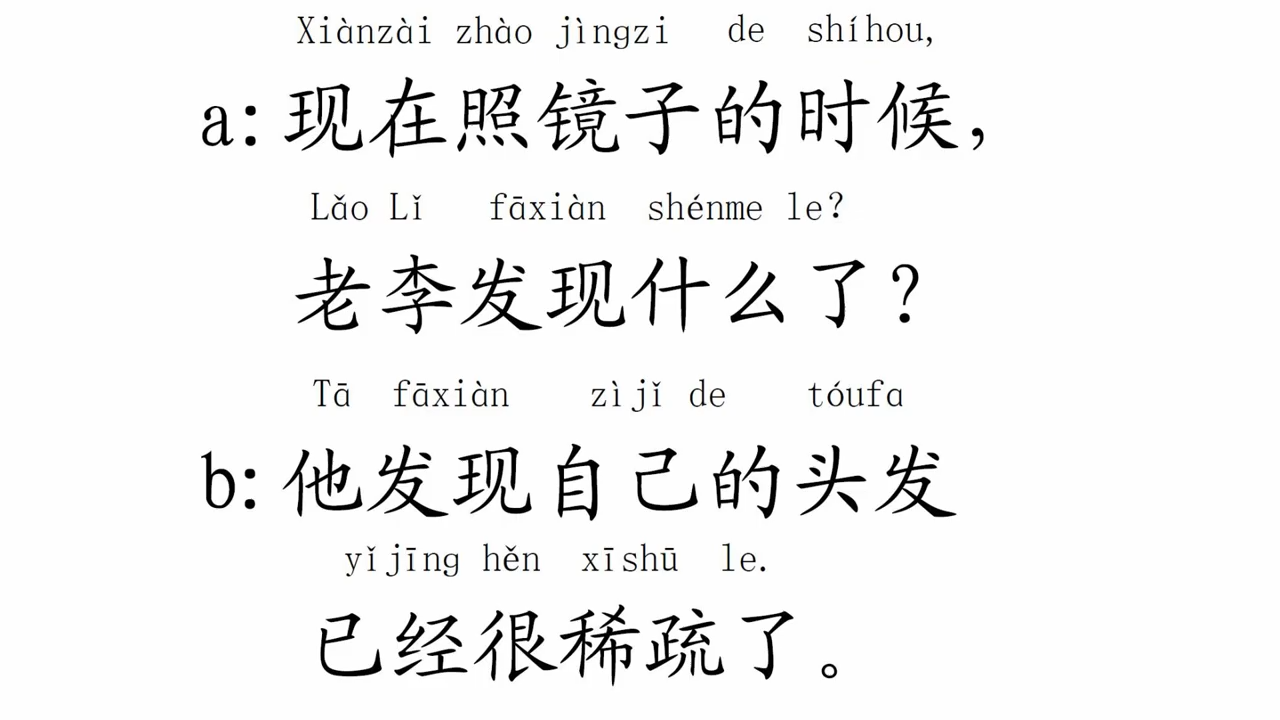 Xiànzài zhào jìngzi de shíhou,
a:现在照镜子的时候，
Lǎo Lǐ fāxiàn shénme le?
老李发现什么了？
Tā fāxiàn zìjǐ de tóufa
b:他发现自己的头发
yǐjīng hěn xīshū le.
已经很稀疏了。